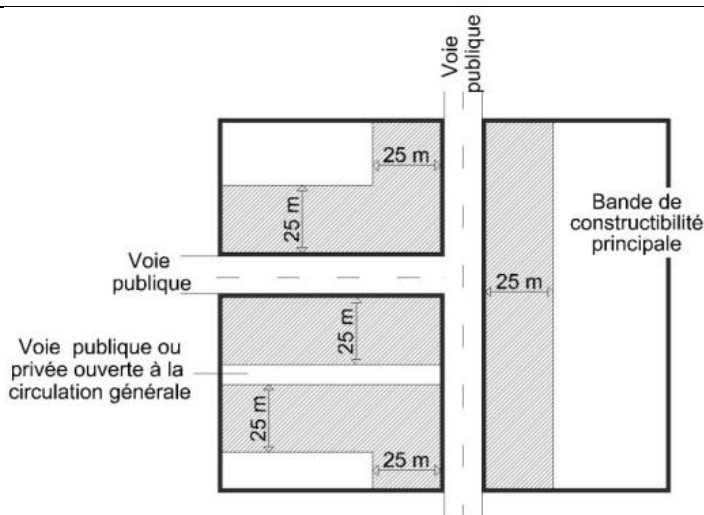 Voie
publique
25 m
25 m
Bande de
constructibilité
principale
Voie
publique
25 m
25 m
Voie publique ou
privée ouverte à la
circulation générale
25 m
25 m